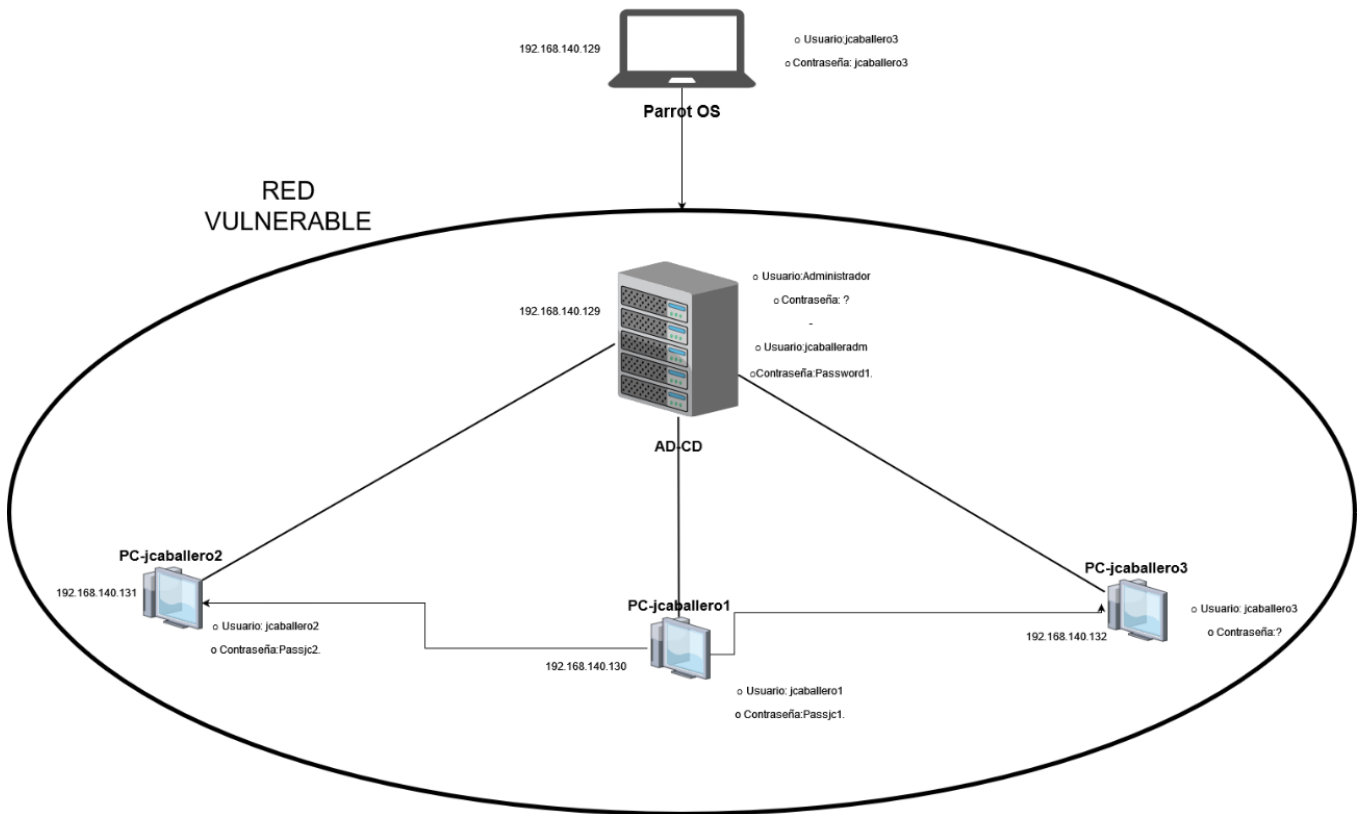 192.168.140.129
o Usuario:jcaballero3
o Contraseña: jcaballero3
Parrot OS
RED
VULNERABLE
192.168.140.129
o Usuario:Administrador
o Contraseña: ?
-
o Usuario:jcaballeradm
oContraseña:Password1.
AD-CD
PC-jcaballero2
192.168.140.131
o Usuario: jcaballero2
o Contraseña:Passjc2.
PC-jcaballero1
192.168.140.130
o Usuario: jcaballero1
o Contraseña:Passjc1.
PC-jcaballero3
192.168.140.132
o Usuario: jcaballero3
o Contraseña:?